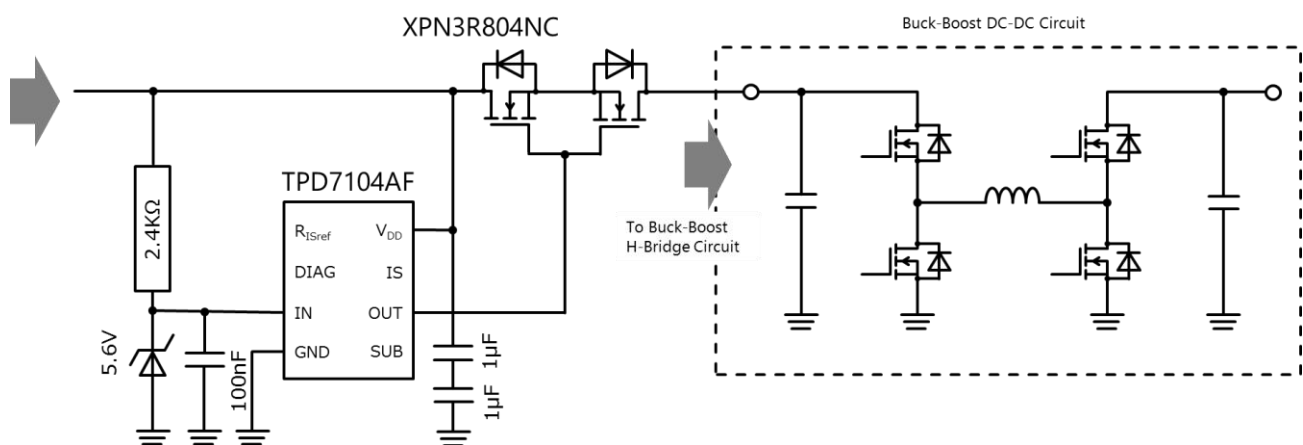 XPN3R804NC
Buck-Boost DC-DC Circuit
TPD7104AF
2.4KΩ
R_ISref
V_DD
DIAG
IS
IN
OUT
GND
SUB
5.6V
100nF
1µF
1µF
To Buck-Boost
H-Bridge Circuit